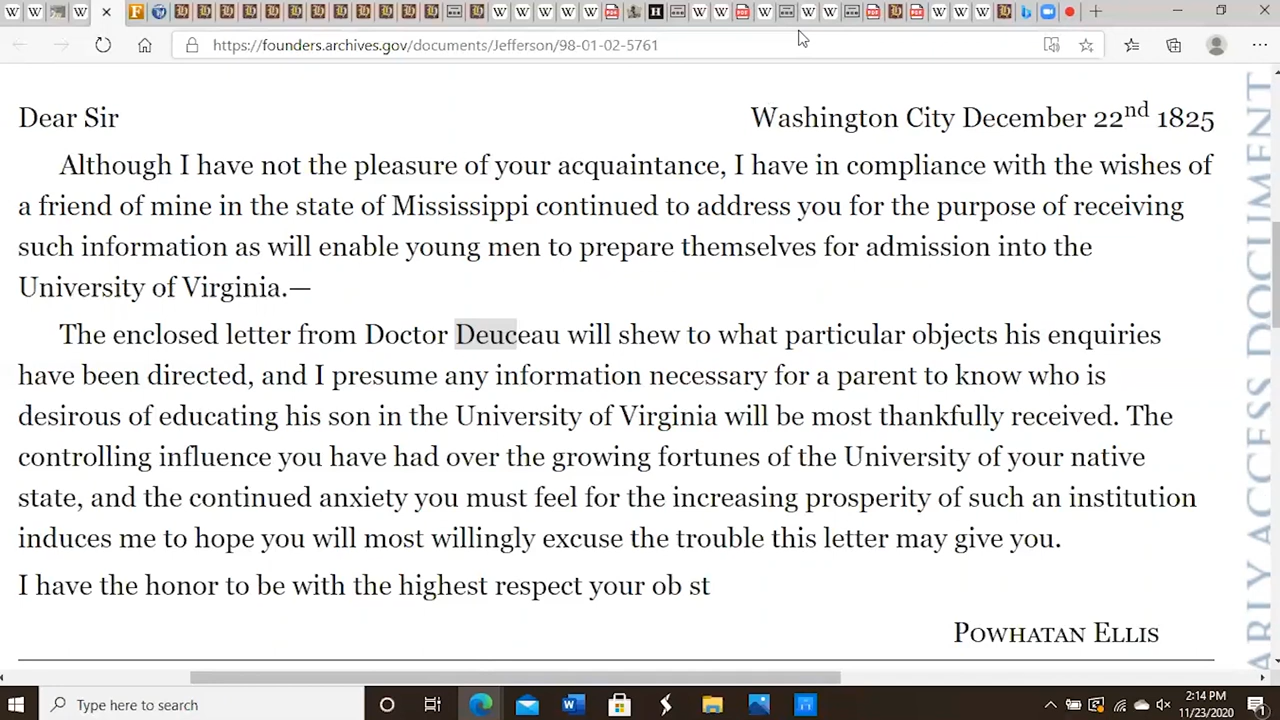 https://founders.archives.gov/documents/Jefferson/98-01-02-5761
Dear Sir Washington City December 22nd 1825
Although I have not the pleasure of your acquaintance, I have in compliance with the wishes of
a friend of mine in the state of Mississippi continued to address you for the purpose of receiving
such information as will enable young men to prepare themselves for admission into the
University of Virginia.—
The enclosed letter from Doctor Deuceau will shew to what particular objects his enquiries
have been directed, and I presume any information necessary for a parent to know who is
desirous of educating his son in the University of Virginia will be most thankfully received. The
controlling influence you have had over the growing fortunes of the University of your native
state, and the continued anxiety you must feel for the increasing prosperity of such an institution
induces me to hope you will most willingly excuse the trouble this letter may give you.
I have the honor to be with the highest respect your ob st
Powhatan Ellis
ARLY ACCESS DOCUMENT
Type here to search
2:14 PM
11/23/2020